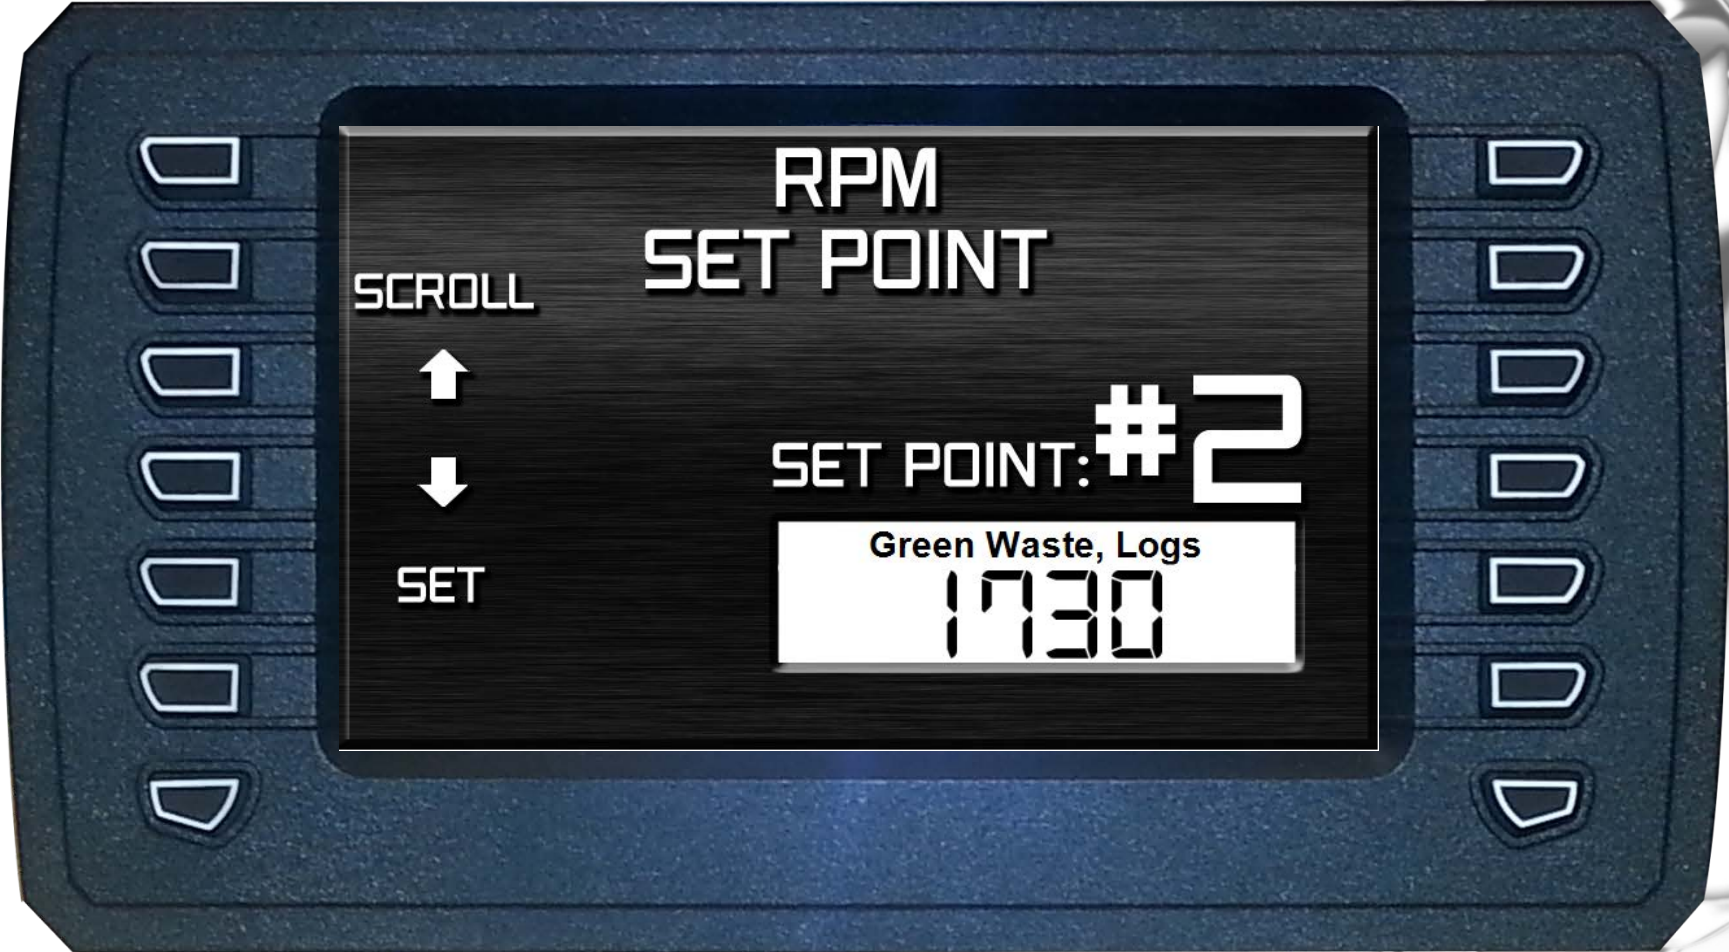 RPM
SET POINT
SCROLL
SET POINT: #2
Green Waste, Logs
1730
SET